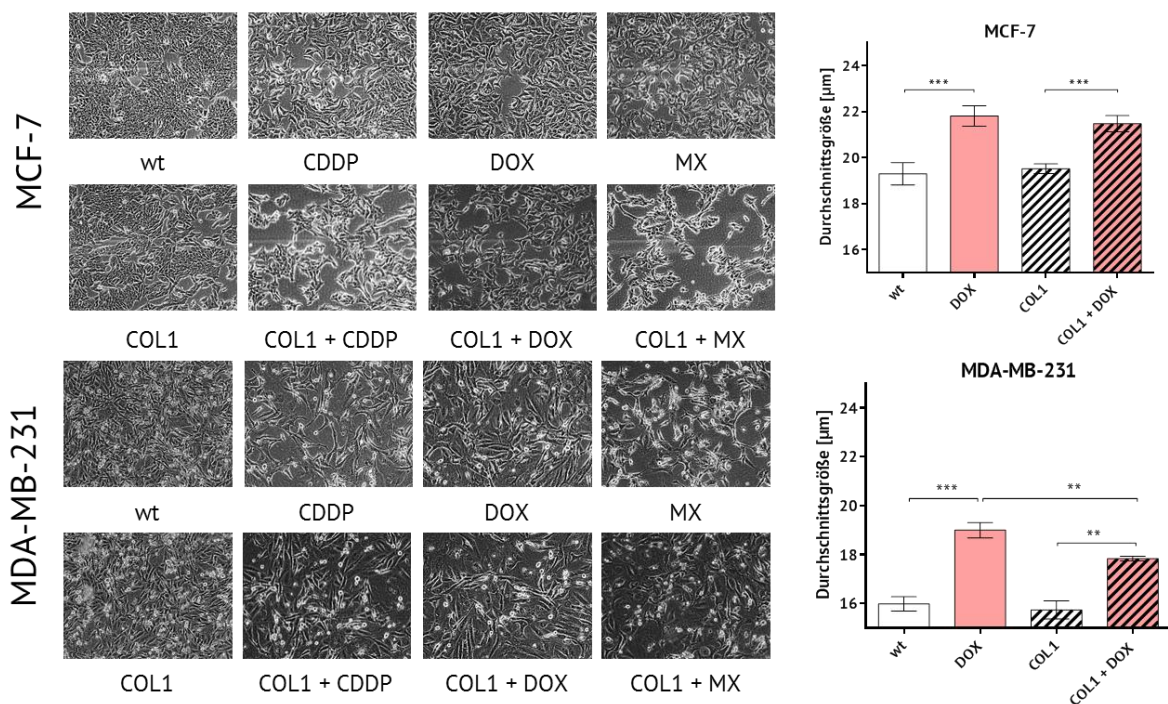 MCF-7
wt CDDP DOX MX
COL1 COL1 + CDDP COL1 + DOX COL1 + MX
MDA-MB-231
wt CDDP DOX MX
COL1 COL1 + CDDP COL1 + DOX COL1 + MX
MCF-7
Durchschnittsgröße [µm]
24
22
20
18
16
*** ***
wt DOX COL1 COL1 + DOX
MDA-MB-231
Durchschnittsgröße [µm]
24
22
20
18
16
*** **
**
wt DOX COL1 COL1 + DOX